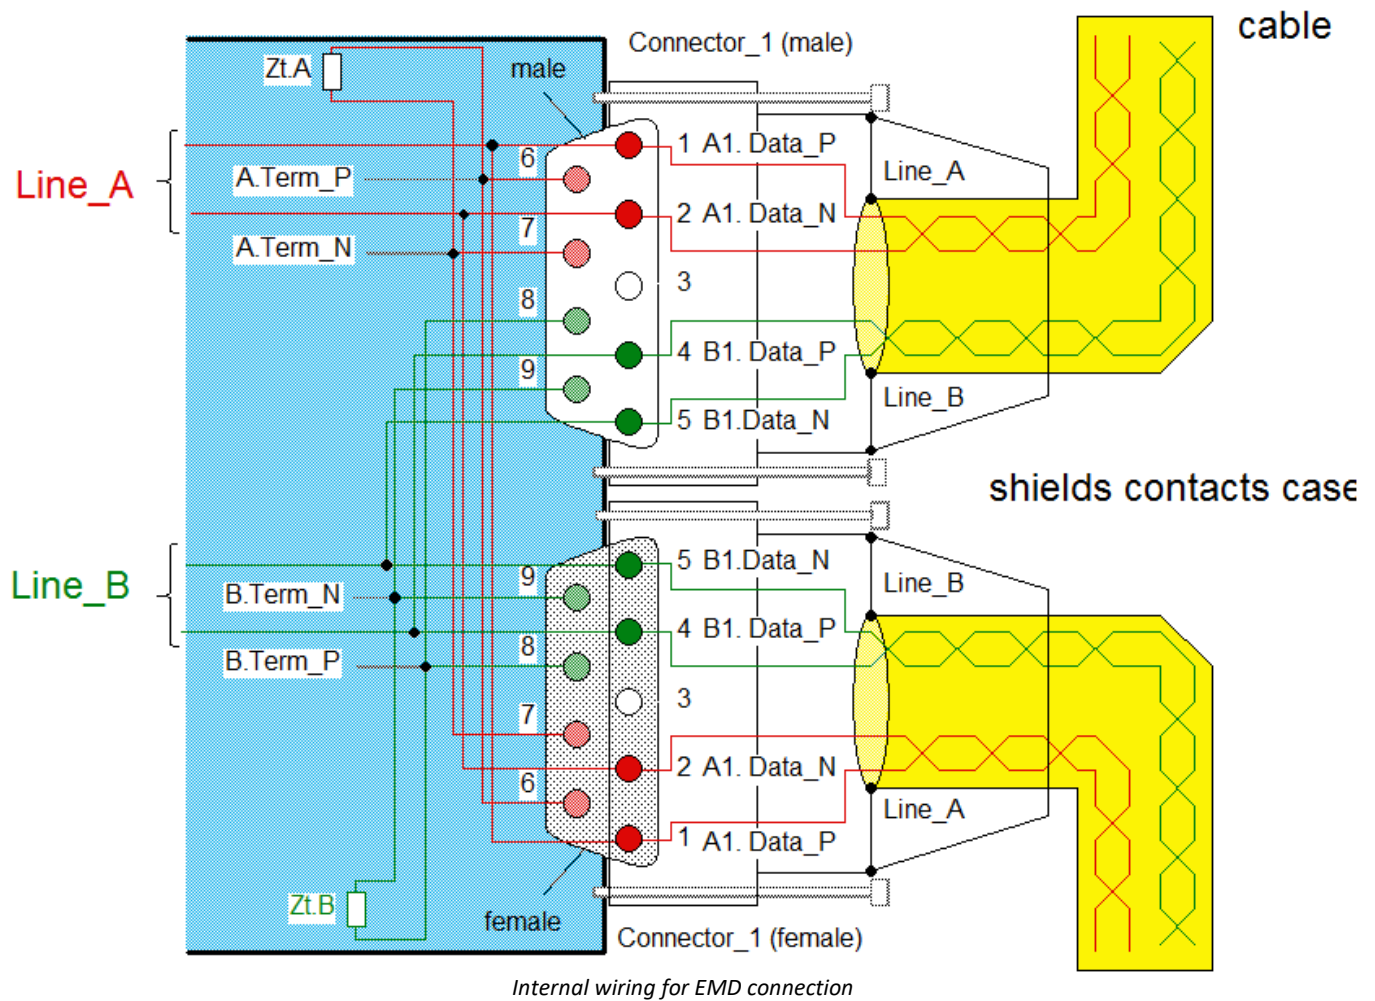 cable
Connector_1 (male)
Zt.A
male
1 A1. Data_P
6
Line_A
A.Term_P
Line_A
2 A1. Data_N
7
A.Term_N
3
8
4 B1. Data_P
9
Line_B
5 B1.Data_N
shields contacts case
5 B1.Data_N
9
Line_B
Line_B
B.Term_N
4 B1. Data_P
8
B.Term_P
3
7
2 A1. Data_N
6
Line_A
1 A1. Data_P
Zt.B
female
Connector_1 (female)
Internal wiring for EMD connection